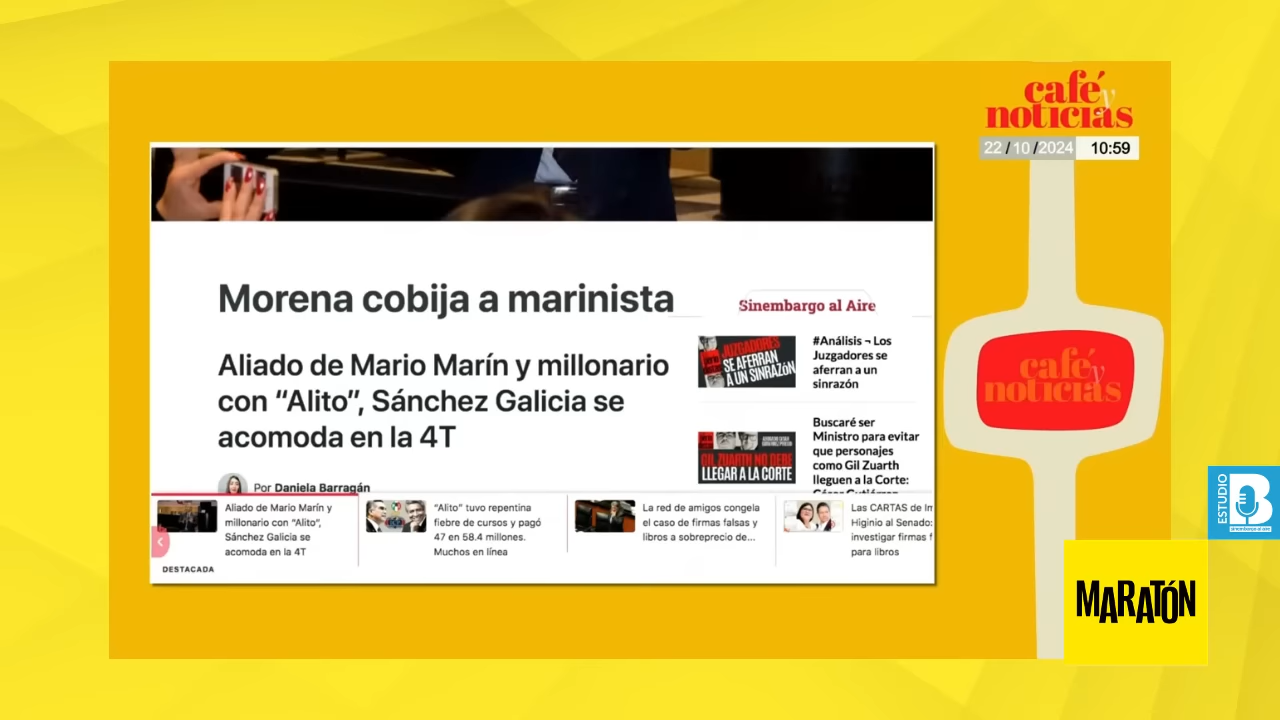 café y
noticias
22 / 10 /2024 10:59
Morena cobija a marinista
Aliado de Mario Marín y millonario
con “Alito”, Sánchez Galicia se
acomoda en la 4T
Por Daniela Barragán
Sinembargo al Aire
JUZGADORES
SE AFERRAN
A UN SINRAZÓN
#Análisis ¬ Los
Juzgadores se
aferran a un
sinrazón
GIL ZUARTH NO DEBE
LLEGAR A LA CORTE
Buscaré ser
Ministro para evitar
que personajes
como Gil Zuarth
lleguen a la Corte:
César Gutiérrez
café y
noticias
Aliado de Mario Marín y
millonario con “Alito”,
Sánchez Galicia se
acomoda en la 4T
“Alito” tuvo repentina
fiebre de cursos y pagó
47 en 58.4 millones.
Muchos en línea
La red de amigos congela
el caso de firmas falsas y
libros a sobreprecio de...
Las CARTAS de
Higinio al Senado:
investigar firmas f
para libros
DESTACADA
ESTUDIO
B
sinembargo al aire
MARATÓN